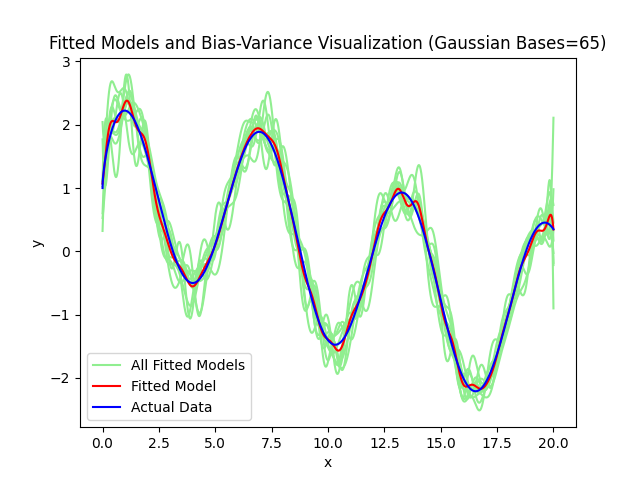 Fitted Models and Bias-Variance Visualization (Gaussian Bases=65)
3
2
1
0
−1
−2
y
All Fitted Models
Fitted Model
Actual Data
0.0 2.5 5.0 7.5 10.0 12.5 15.0 17.5 20.0
x